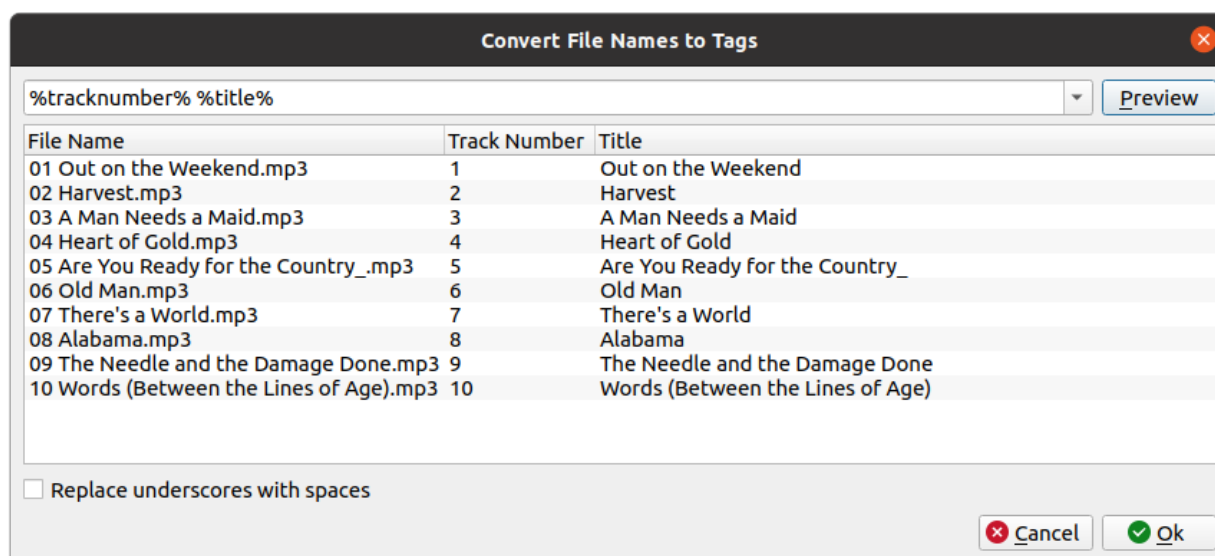 Convert File Names to Tags
%tracknumber% %title% Preview
File Name Track Number Title
01 Out on the Weekend.mp3 1 Out on the Weekend
02 Harvest.mp3 2 Harvest
03 A Man Needs a Maid.mp3 3 A Man Needs a Maid
04 Heart of Gold.mp3 4 Heart of Gold
05 Are You Ready for the Country_.mp3 5 Are You Ready for the Country_
06 Old Man.mp3 6 Old Man
07 There's a World.mp3 7 There's a World
08 Alabama.mp3 8 Alabama
09 The Needle and the Damage Done.mp3 9 The Needle and the Damage Done
10 Words (Between the Lines of Age).mp3 10 Words (Between the Lines of Age)
Replace underscores with spaces
Cancel Ok